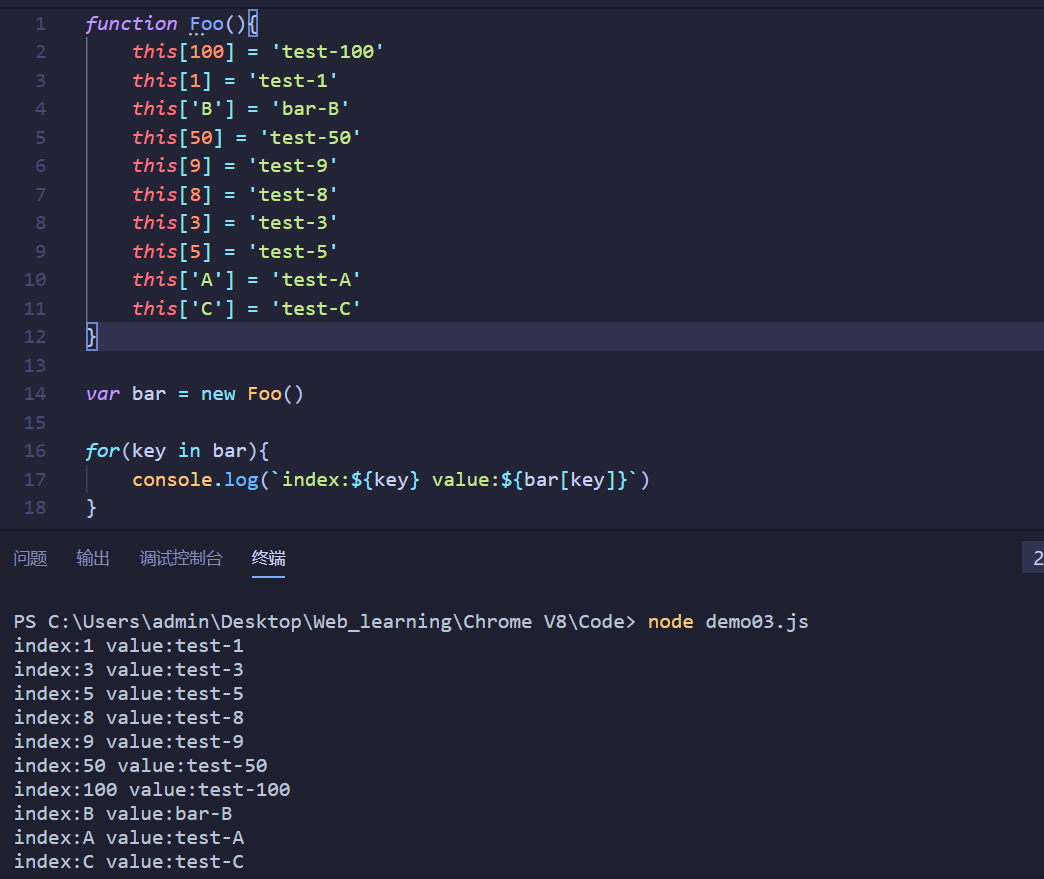 1 function Foo(){
2 this[100] = 'test-100'
3 this[1] = 'test-1'
4 this['B'] = 'bar-B'
5 this[50] = 'test-50'
6 this[9] = 'test-9'
7 this[8] = 'test-8'
8 this[3] = 'test-3'
9 this[5] = 'test-5'
10 this['A'] = 'test-A'
11 this['C'] = 'test-C'
12 }
13
14 var bar = new Foo()
15
16 for(key in bar){
17 console.log(`index:${key} value:${bar[key]}`)
18 }
问题 输出 调试控制台 终端 2
PS C:\Users\admin\Desktop\Web_learning\Chrome V8\Code> node demo03.js
index:1 value:test-1
index:3 value:test-3
index:5 value:test-5
index:8 value:test-8
index:9 value:test-9
index:50 value:test-50
index:100 value:test-100
index:B value:bar-B
index:A value:test-A
index:C value:test-C